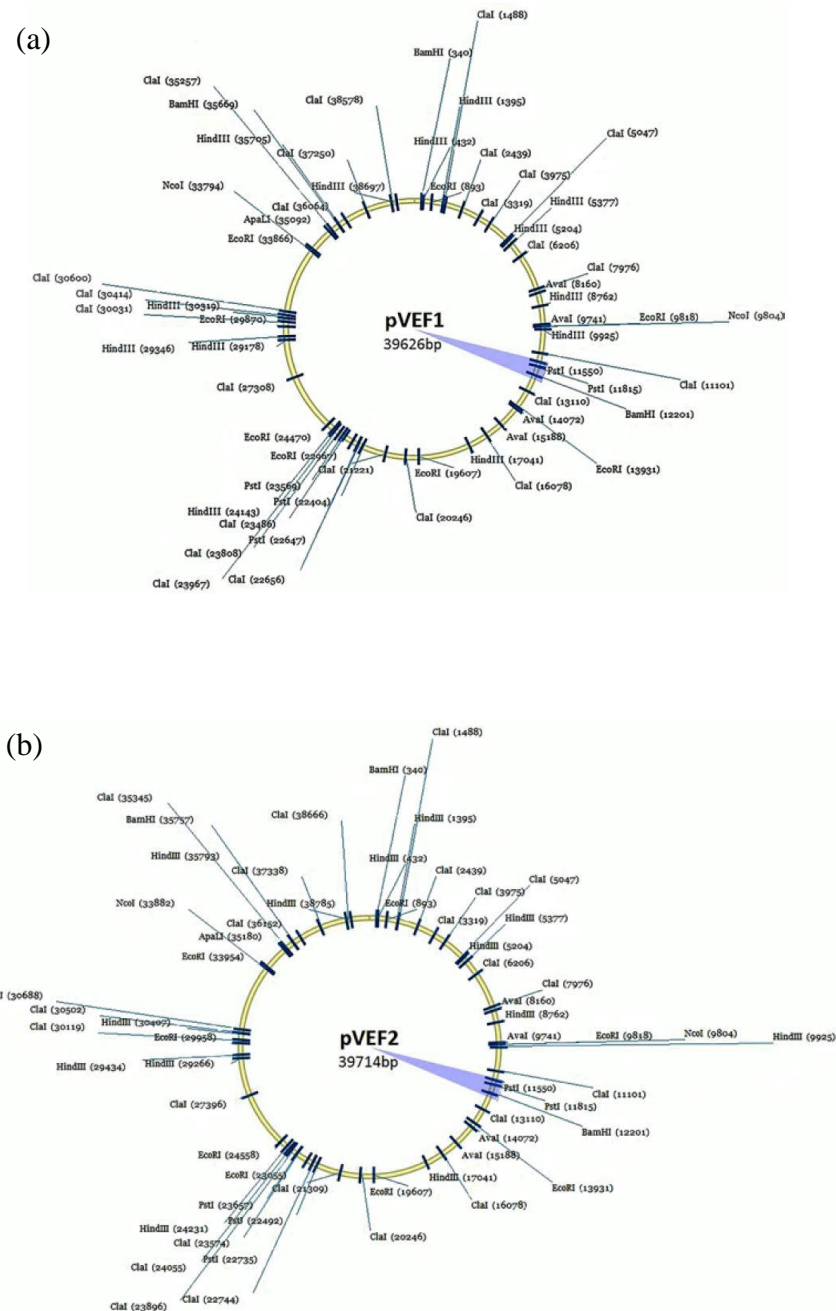 (a)
ClaI (1488)
BamHI (340)
ClaI (35257)
ClaI (38578)
BamHI (35669)
HindIII (1395)
HindIII (35705)
HindIII (432)
ClaI (5047)
ClaI (37250)
ClaI (2439)
ClaI (3975)
NcoI (33794)
HindIII (38697)
EcoRI (893)
ClaI (36064)
ClaI (3319)
HindIII (5377)
ApaLI (35092)
HindIII (5204)
EcoRI (33866)
ClaI (6206)
ClaI (30600)
ClaI (7976)
AvaI (8160)
ClaI (30414)
HindIII (30319)
HindIII (8762)
ClaI (30031)
EcoRI (29870)
pVEF1
AvaI (9741)
EcoRI (9818)
NcoI (9804)
HindIII (9925)
39626bp
HindIII (29346)
HindIII (29178)
PstI (11550)
ClaI (11101)
PstI (11815)
ClaI (27308)
ClaI (13110)
BamHI (12201)
AvaI (14072)
EcoRI (24470)
AvaI (15188)
EcoRI (22967)
HindIII (17041)
ClaI (21221)
EcoRI (19607)
EcoRI (13931)
PstI (23569)
ClaI (16078)
PstI (22404)
HindIII (24143)
ClaI (20246)
ClaI (23486)
PstI (22647)
ClaI (23808)
ClaI (23967)
ClaI (22656)
(b)
ClaI (1488)
BamHI (340)
ClaI (35345)
ClaI (38666)
BamHI (35757)
HindIII (1395)
HindIII (35793)
HindIII (432)
ClaI (37338)
ClaI (2439)
ClaI (5047)
ClaI (3975)
NcoI (33882)
HindIII (38785)
EcoRI (893)
ClaI (36152)
ClaI (3319)
HindIII (5377)
ApaLI (35180)
HindIII (5204)
EcoRI (33954)
ClaI (6206)
ClaI (7976)
I (30688)
AvaI (8160)
ClaI (30502)
HindIII (30407)
HindIII (8762)
ClaI (30119)
EcoRI (29958)
pVEF2
AvaI (9741)
EcoRI (9818)
NcoI (9804)
HindIII (9925)
39714bp
HindIII (29434)
HindIII (29266)
PstI (11550)
ClaI (11101)
PstI (11815)
ClaI (27396)
ClaI (13110)
BamHI (12201)
AvaI (14072)
EcoRI (24558)
AvaI (15188)
EcoRI (23055)
HindIII (17041)
ClaI (21309)
EcoRI (19607)
EcoRI (13931)
PstI (23657)
ClaI (16078)
PstI (22492)
HindIII (24231)
ClaI (20246)
ClaI (23574)
PstI (22735)
ClaI (24055)
ClaI (23896)
ClaI (22744)